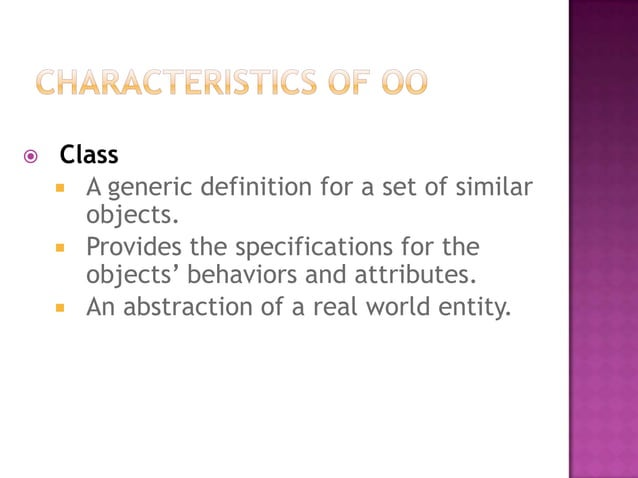 CHARACTERISTICS OF OO
Class
A generic definition for a set of similar
objects.
Provides the specifications for the
objects’ behaviors and attributes.
An abstraction of a real world entity.